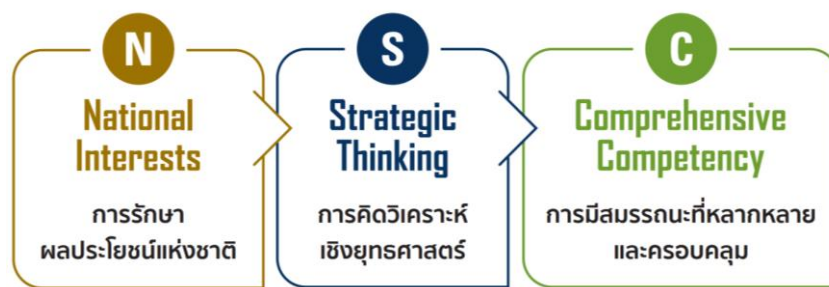 N
National
Interests
การรักษา
ผลประโยชน์แห่งชาติ
S
Strategic
Thinking
การคิดวิเคราะห์
เชิงยุทธศาสตร์
C
Comprehensive
Competency
การมีสมรรถนะที่หลากหลาย
และครอบคลุม